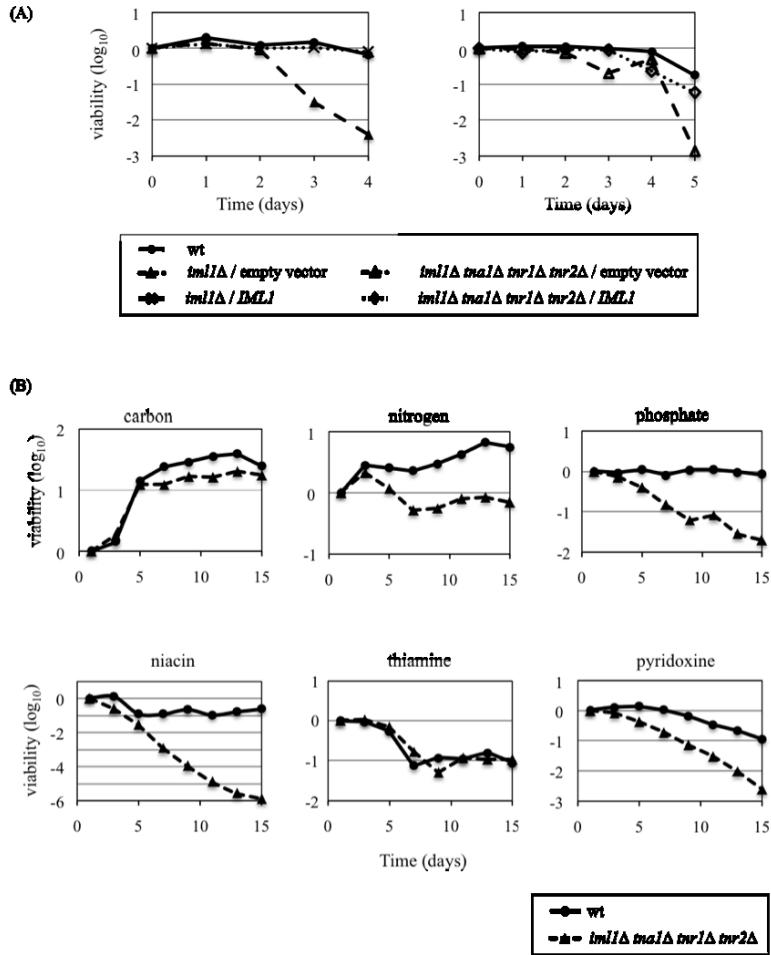 (A)
viability (log10)
1
0
-1
-2
-3
0 1 2 3 4
Time (days)
1
0
-1
-2
-3
0 1 2 3 4 5
Time (days)
wt
iml1Δ / empty vector
iml1Δ tna1Δ tnr1Δ tnr2Δ / empty vector
iml1Δ / IML1
iml1Δ tna1Δ tnr1Δ tnr2Δ / IML1
(B)
carbon
viability (log10)
2
1
0
0 5 10 15
nitrogen
1
0
-1
0 5 10 15
phosphate
1
0
-1
-2
0 5 10 15
niacin
viability (log10)
0
-2
-4
-6
0 5 10 15
thiamine
1
0
-1
-2
0 5 10 15
pyridoxine
1
0
-1
-2
-3
0 5 10 15
Time (days)
wt
iml1Δ tna1Δ tnr1Δ tnr2Δ